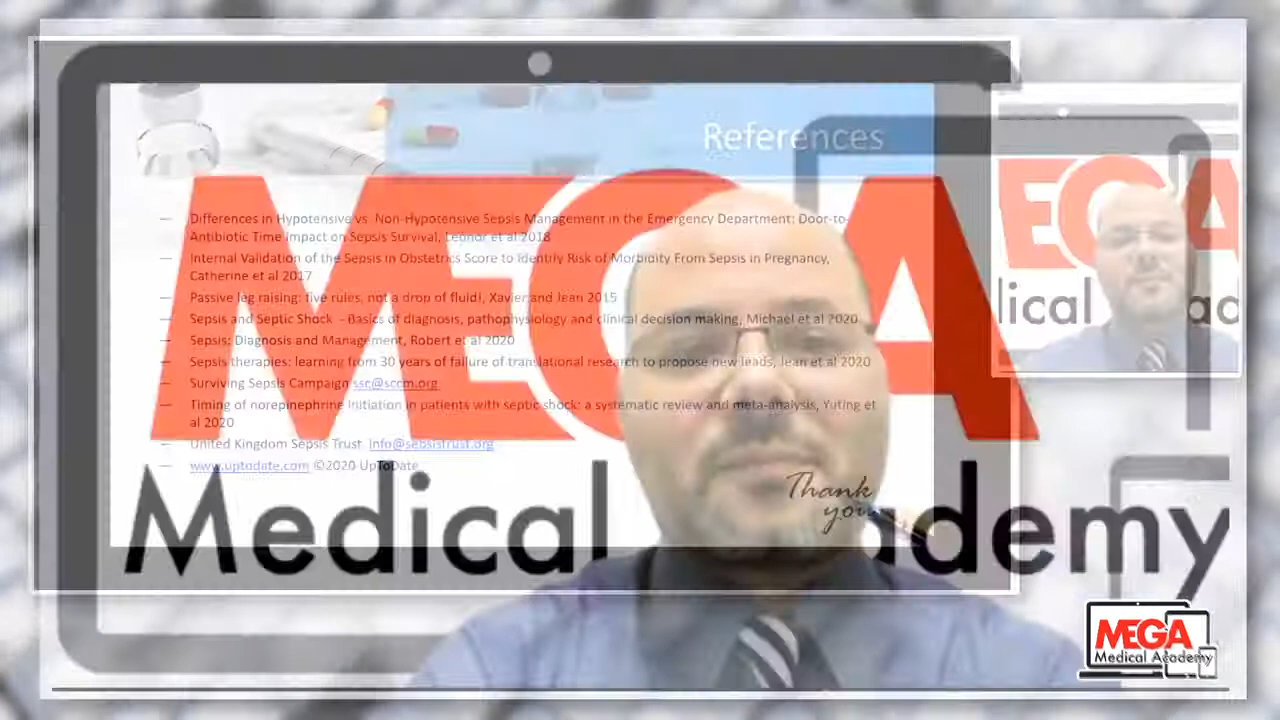 References
— Differences in Hypotensive vs Non-Hypotensive Sepsis Management in the Emergency Department: Door-to-
Antibiotic Time Impact on Sepsis Survival, Leonor et al 2018
— Internal Validation of the Sepsis in Obstetrics Score to Identify Risk of Morbidity From Sepsis in Pregnancy,
Catherine et al 2017
— Passive leg raising: five rules, not a drop of fluid!, Xavier and Jean 2015
— Sepsis and Septic Shock - Basics of diagnosis, pathophysiology and clinical decision making, Michael et al 2020
— Sepsis: Diagnosis and Management, Robert et al 2020
— Sepsis therapies: learning from 30 years of failure of translational research to propose new leads, Jean et al 2020
— Surviving Sepsis Campaign ssc@sccm.org
— Timing of norepinephrine initiation in patients with septic shock: a systematic review and meta-analysis, Yuting et
al 2020
— United Kingdom Sepsis Trust info@sebsistrust.org
— www.uptodate.com ©2020 UpToDate
Thank
you
MEGA
Medical Academy
MEGA
lical ac
MEGA
Medical Academy